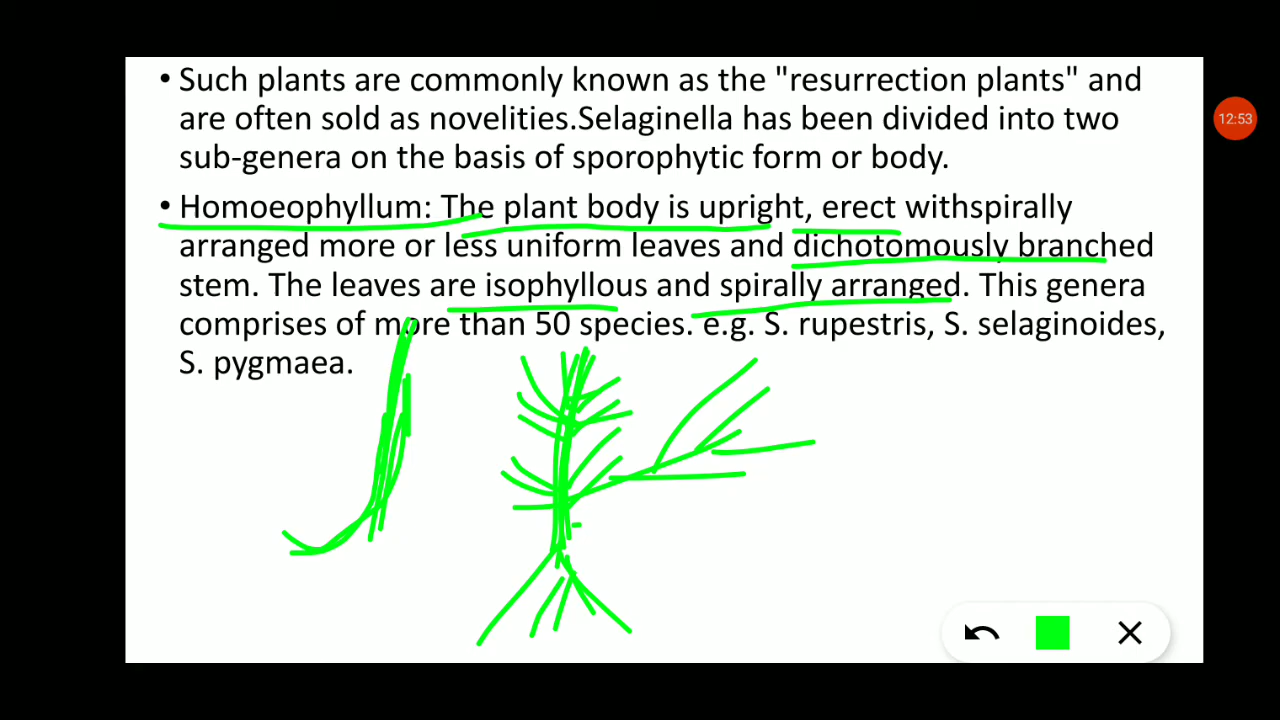 • Such plants are commonly known as the "resurrection plants" and
are often sold as novelities.Selaginella has been divided into two
sub-genera on the basis of sporophytic form or body.
• Homoeophyllum: The plant body is upright, erect withspirally
arranged more or less uniform leaves and dichotomously branched
stem. The leaves are isophyllous and spirally arranged. This genera
comprises of more than 50 species. e.g. S. rupestris, S. selaginoides,
S. pygmaea.
12:53